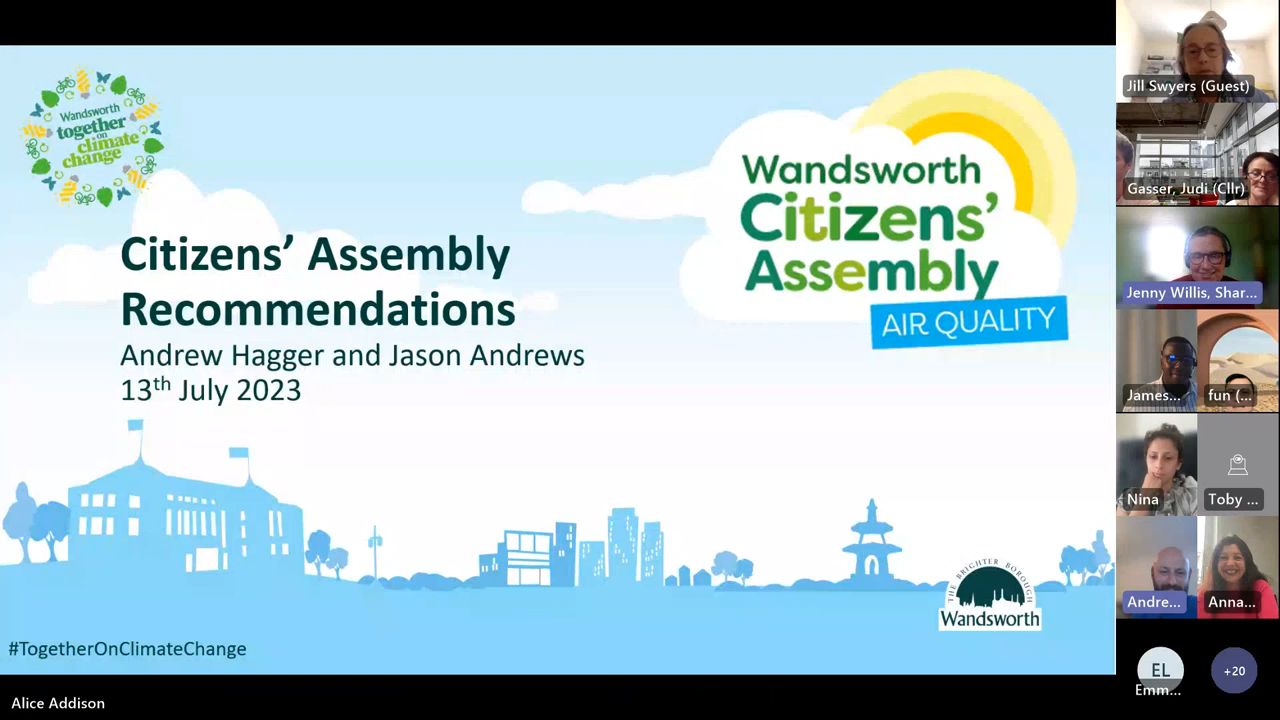 Wandsworth
together
on
climate
change
Wandsworth
Citizens’
Assembly
AIR QUALITY
Citizens’ Assembly
Recommendations
Andrew Hagger and Jason Andrews
13th July 2023
THE BRIGHTER BOROUGH
Wandsworth
#TogetherOnClimateChange
Alice Addison
Jill Swyers (Guest)
Gasser, Judi (Cllr)
Jenny Willis, Shar...
James...
fun (...
Nina
Toby ...
Andre...
Anna...
EL
Emm...
+20